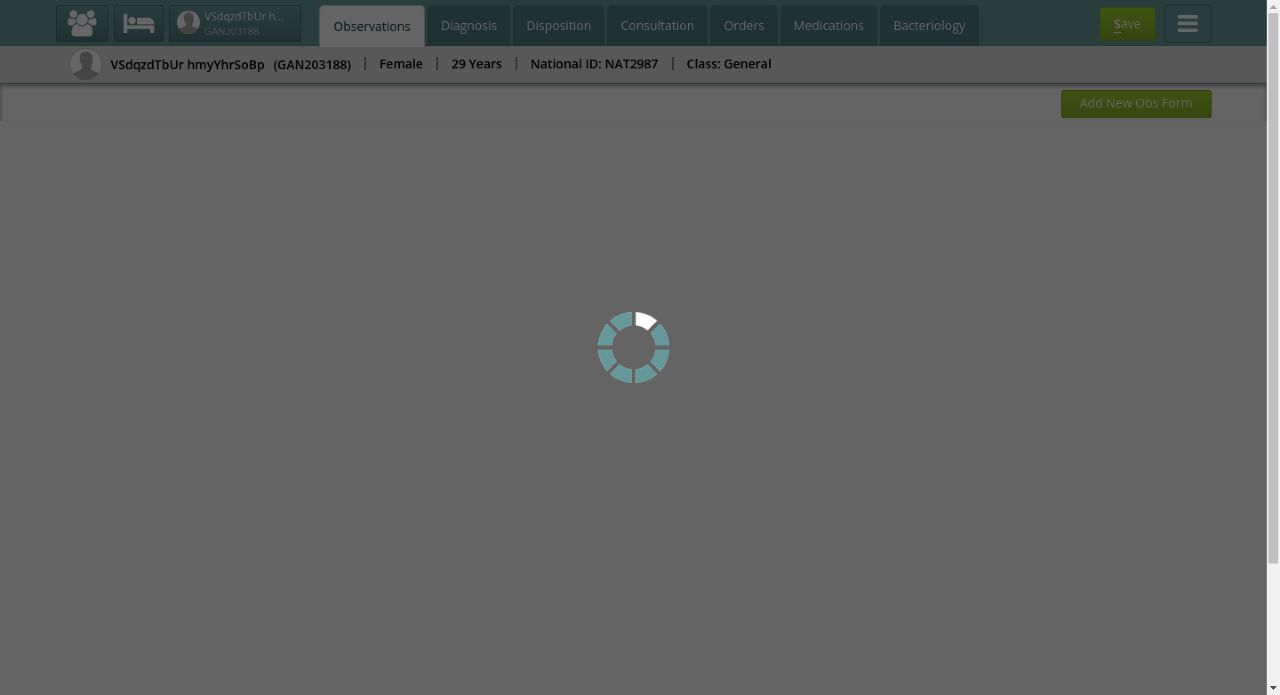 VSdqzdTbUr h...
GAN203188
Observations
Diagnosis
Disposition
Consultation
Orders
Medications
Bacteriology
Save
VSdqzdTbUr hmyYhrSoBp (GAN203188) | Female | 29 Years | National ID: NAT2987 | Class: General
Add New Obs Form